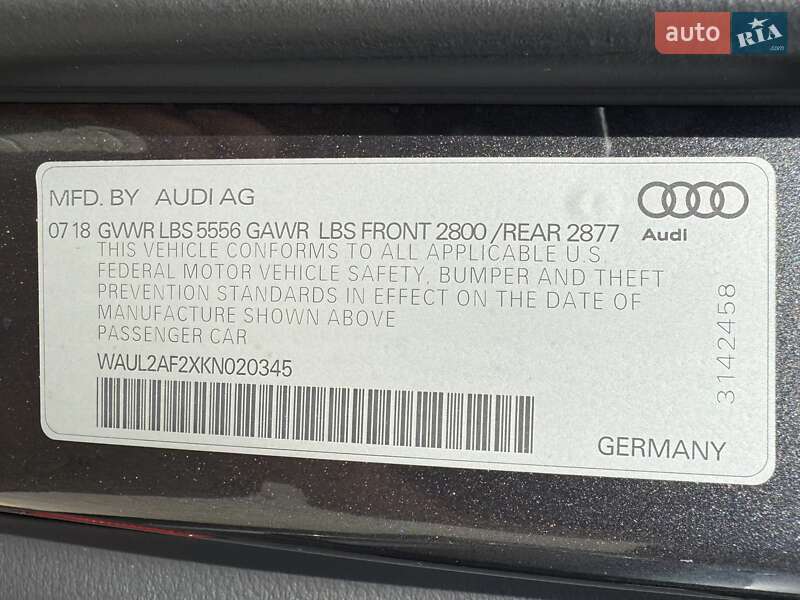 auto RIA
.com
MFD. BY AUDI AG
07 18 GVWR LBS 5556 GAWR LBS FRONT 2800 / REAR 2877
Audi
THIS VEHICLE CONFORMS TO ALL APPLICABLE U.S.
FEDERAL MOTOR VEHICLE SAFETY, BUMPER AND THEFT
PREVENTION STANDARDS IN EFFECT ON THE DATE OF
MANUFACTURE SHOWN ABOVE
PASSENGER CAR
WAUL2AF2XKN020345
3142458
GERMANY